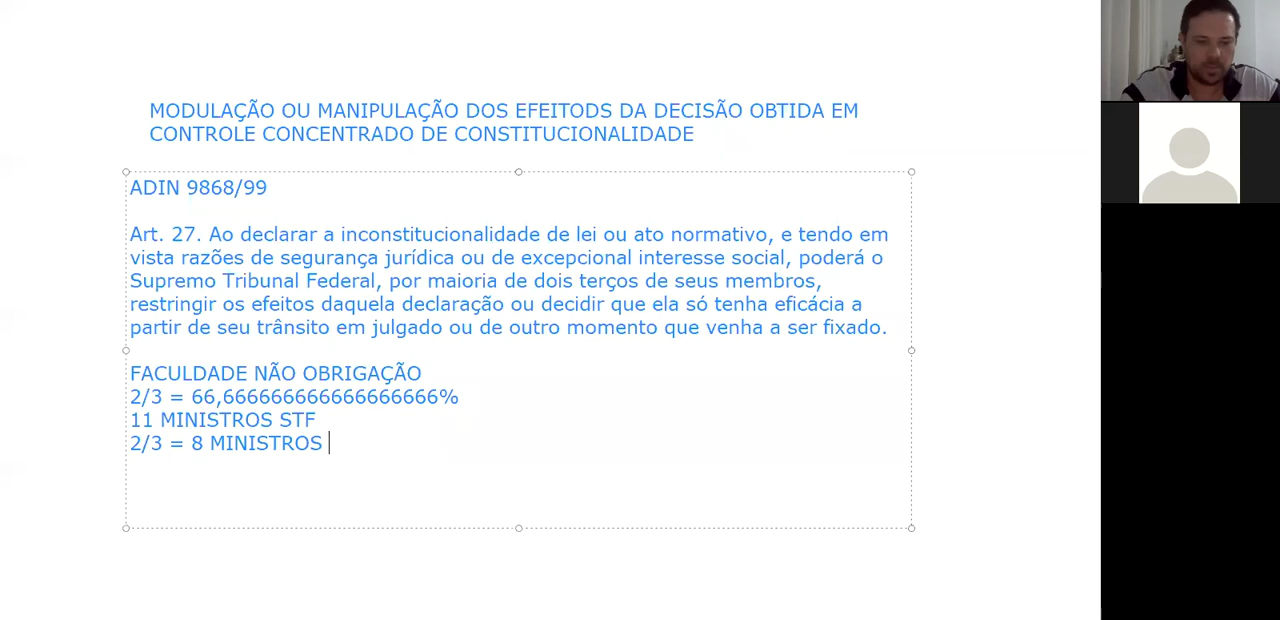 MODULAÇÃO OU MANIPULAÇÃO DOS EFEITODS DA DECISÃO OBTIDA EM
CONTROLE CONCENTRADO DE CONSTITUCIONALIDADE
ADIN 9868/99
Art. 27. Ao declarar a inconstitucionalidade de lei ou ato normativo, e tendo em
vista razões de segurança jurídica ou de excepcional interesse social, poderá o
Supremo Tribunal Federal, por maioria de dois terços de seus membros,
restringir os efeitos daquela declaração ou decidir que ela só tenha eficácia a
partir de seu trânsito em julgado ou de outro momento que venha a ser fixado.
FACULDADE NÃO OBRIGAÇÃO
2/3 = 66,6666666666666666666%
11 MINISTROS STF
2/3 = 8 MINISTROS